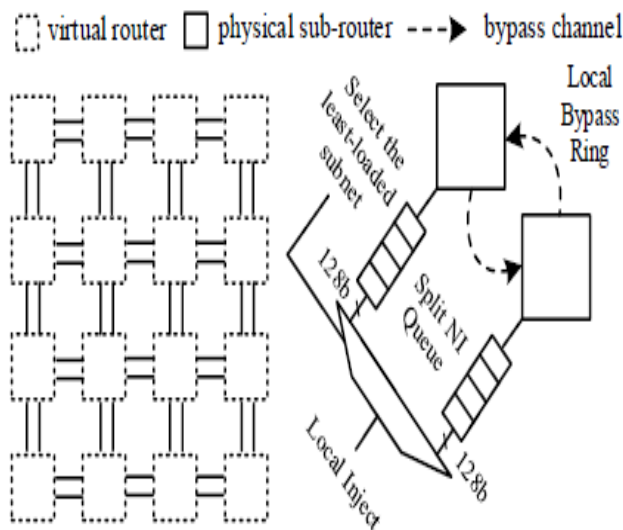 virtual router
physical sub-router
bypass channel
Select the
least-loaded
subnet
Local
Bypass
Ring
128b
Split NI
Queue
128b
Local Inject